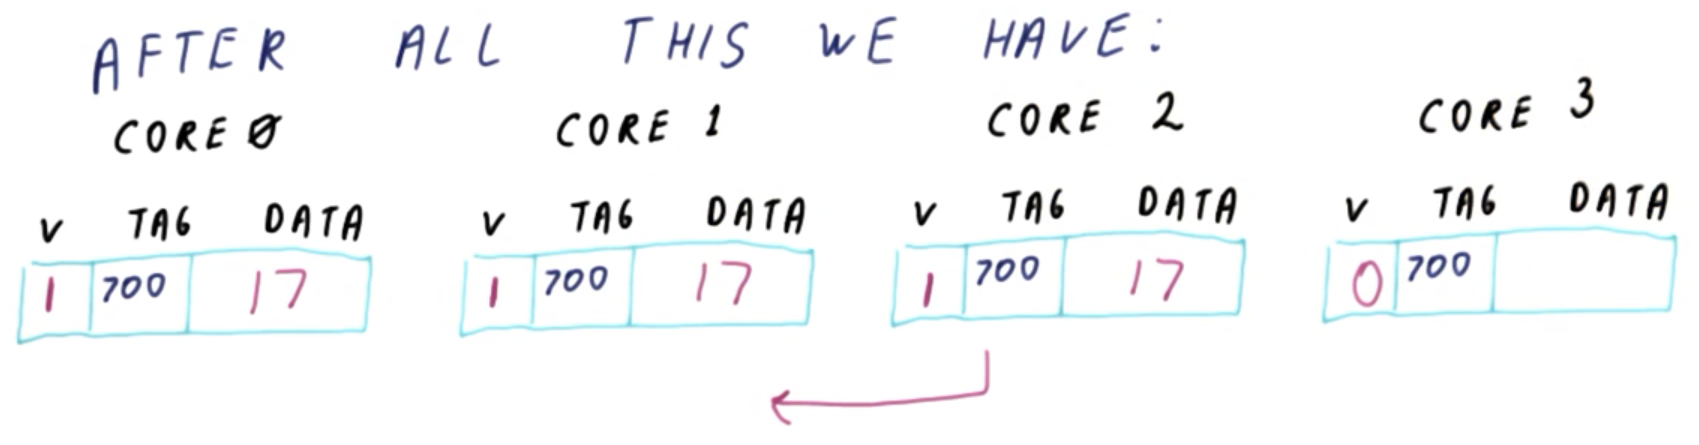 AFTER ALL THIS WE HAVE:
CORE 0 CORE 1 CORE 2 CORE 3
V TAG DATA V TAG DATA V TAG DATA V TAG DATA
1 700 17 1 700 17 1 700 17 0 700